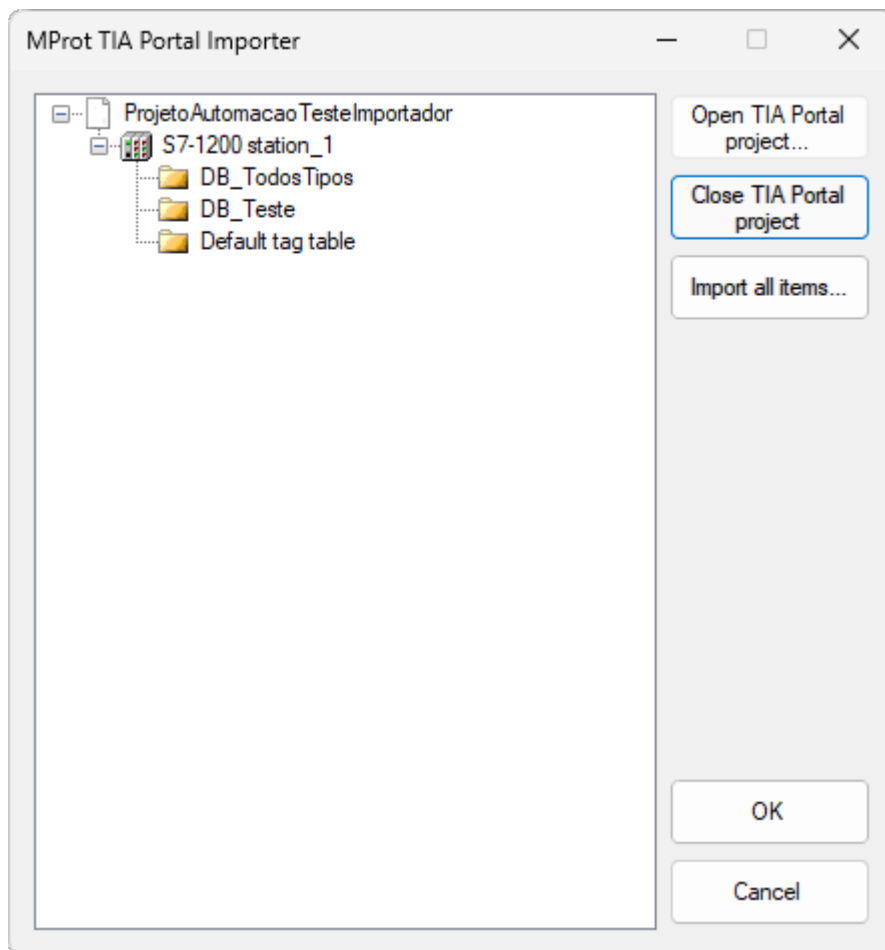 MProt TIA Portal Importer
ProjetoAutomacaoTesteImportador
S7-1200 station_1
DB_TodosTipos
DB_Teste
Default tag table
Open TIA Portal
project...
Close TIA Portal
project
Import all items...
OK
Cancel